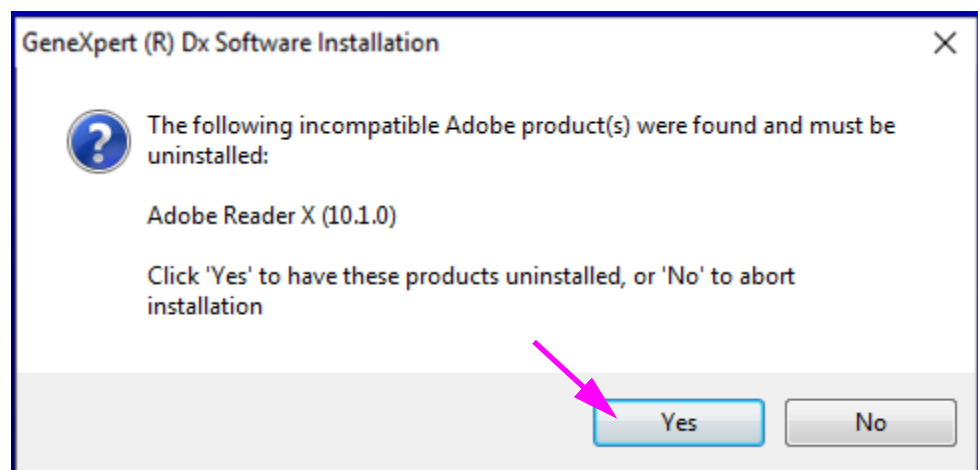 GeneXpert (R) Dx Software Installation
The following incompatible Adobe product(s) were found and must be
uninstalled:
Adobe Reader X (10.1.0)
Click 'Yes' to have these products uninstalled, or 'No' to abort
installation
Yes No